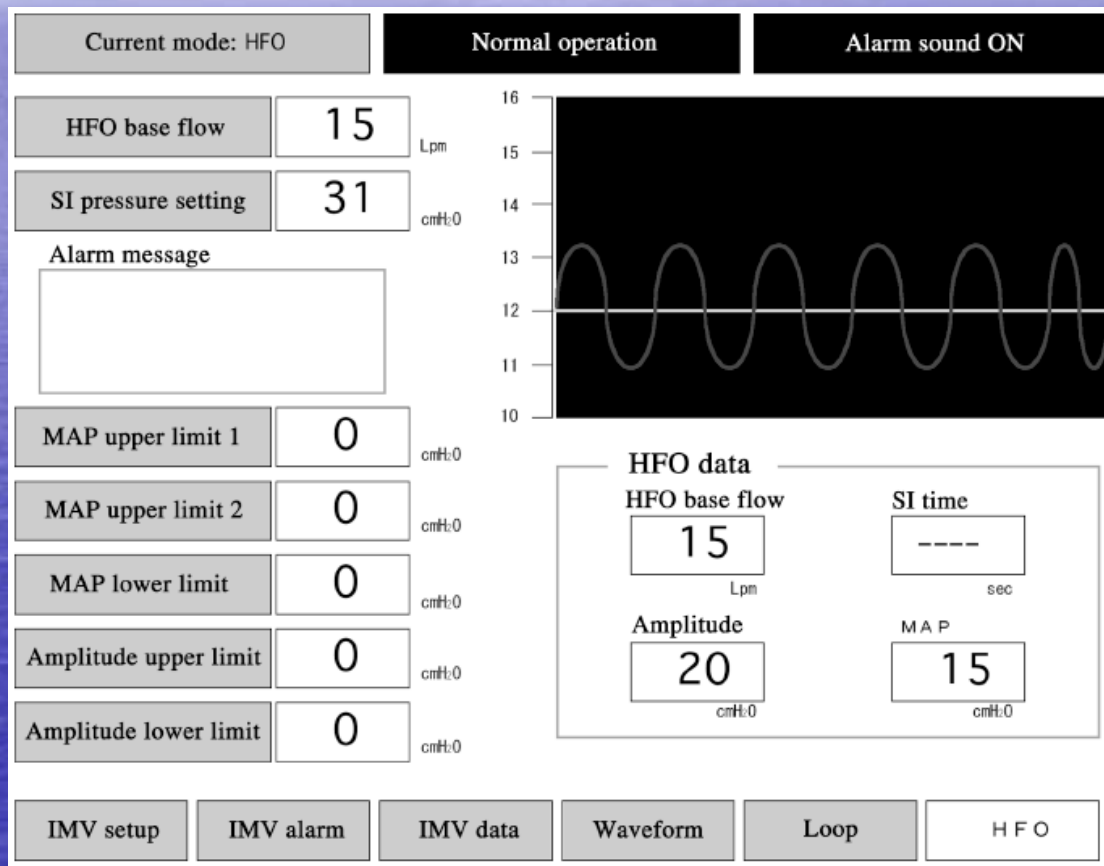 Current mode: HFO
Normal operation
Alarm sound ON
HFO base flow 15 Lpm
SI pressure setting 31 cmH₂O
Alarm message
MAP upper limit 1 0 cmH₂O
MAP upper limit 2 0 cmH₂O
MAP lower limit 0 cmH₂O
Amplitude upper limit 0 cmH₂O
Amplitude lower limit 0 cmH₂O
16
15
14
13
12
11
10
HFO data
HFO base flow
15
Lpm
SI time
----
sec
Amplitude
20
cmH₂O
MAP
15
cmH₂O
IMV setup
IMV alarm
IMV data
Waveform
Loop
HFO